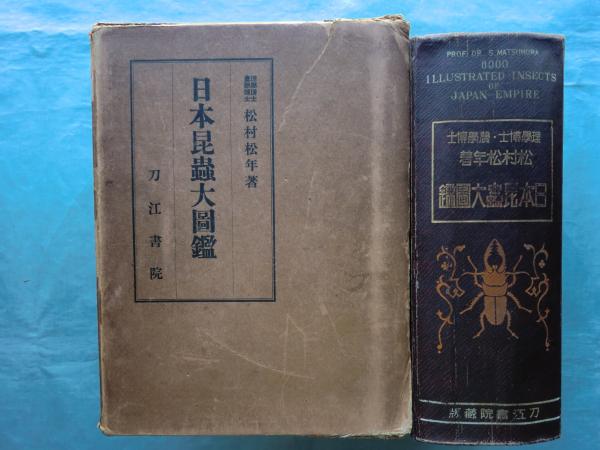 理學博士
農學博士
松村松年著
日本昆蟲大圖鑑
刀江書院
PROF. DR. S. MATSUMURA
6000
ILLUSTRATED INSECTS
OF
JAPAN-EMPIRE
士博學農・士博學理
著年松村松
鑑圖大蟲昆本日
版藏院書江刀